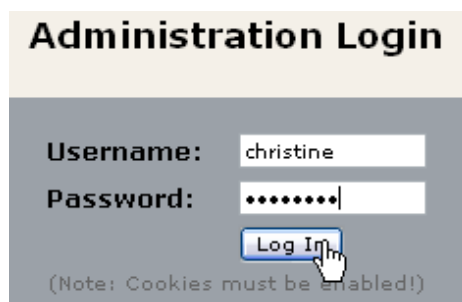 Administration Login
Username: christine
Password: ••••••••
Log In
(Note: Cookies must be enabled!)